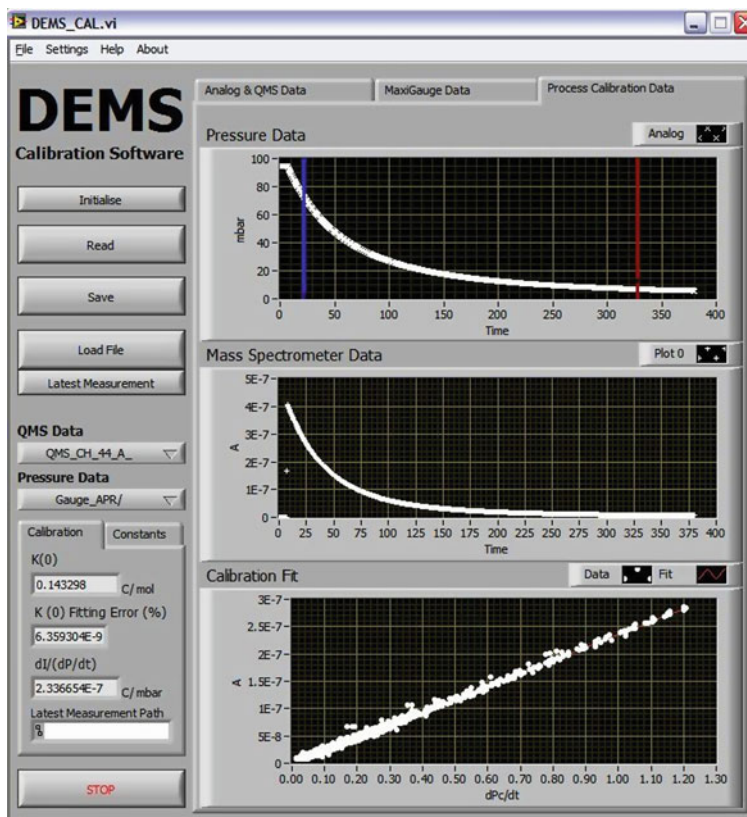 DEMS_CAL.vi
File Settings Help About
DEMS
Calibration Software
Initialise
Read
Save
Load File
Latest Measurement
QMS Data
QMS_CH_44_A_
Pressure Data
Gauge_APR/
Calibration Constants
K(0)
0.143298 C/mol
K (0) Fitting Error (%)
6.359304E-9
dI/(dP/dt)
2.336654E-7 C/mbar
Latest Measurement Path
STOP
Analog & QMS Data MaxiGauge Data Process Calibration Data
Pressure Data Analog
100
80
60
40
20
0
mbar
0 50 100 150 200 250 300 350 400
Time
Mass Spectrometer Data Plot 0
5E-7
4E-7
3E-7
2E-7
1E-7
0
A
0 25 50 75 100 125 150 175 200 225 250 275 300 325 350 375 400
Time
Calibration Fit Data Fit
3E-7
2.5E-7
2E-7
1.5E-7
1E-7
5E-8
0
A
0.00 0.10 0.20 0.30 0.40 0.50 0.60 0.70 0.80 0.90 1.00 1.10 1.20 1.30
dPc/dt